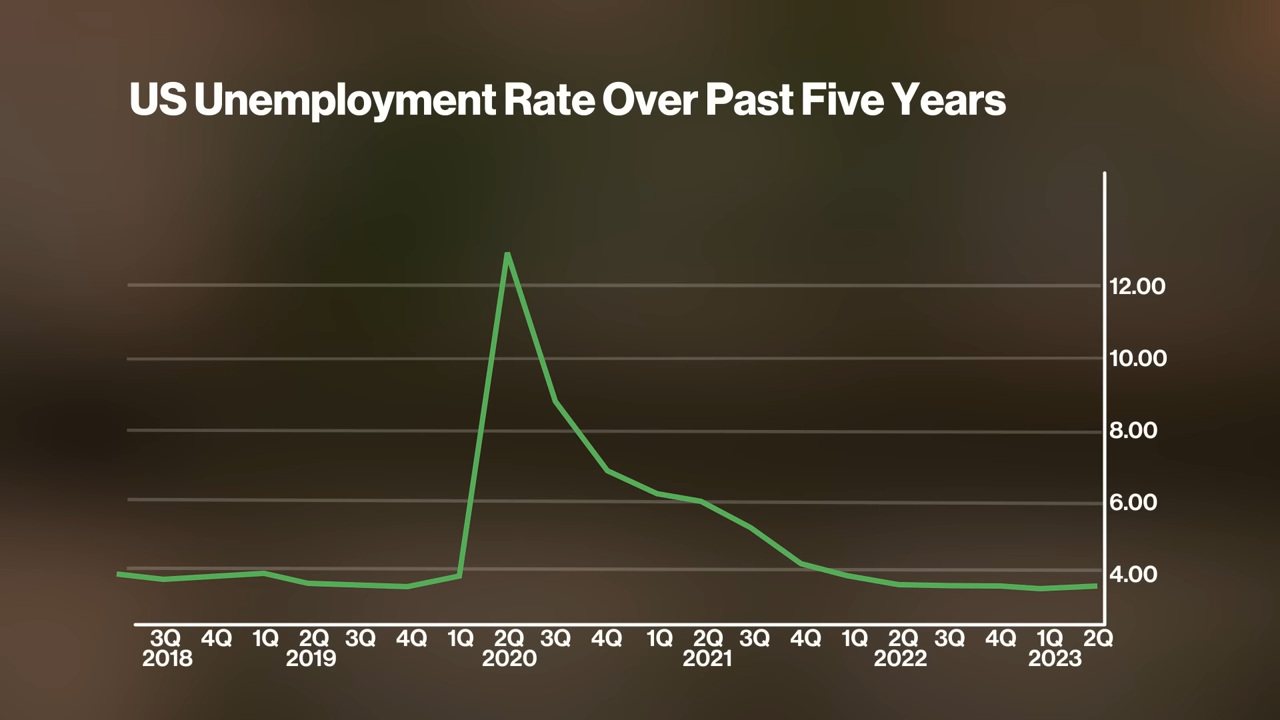 US Unemployment Rate Over Past Five Years
12.00
10.00
8.00
6.00
4.00
3Q 4Q 1Q 2Q 3Q 4Q 1Q 2Q 3Q 4Q 1Q 2Q 3Q 4Q 1Q 2Q 3Q 4Q 1Q 2Q
2018 2019 2020 2021 2022 2023